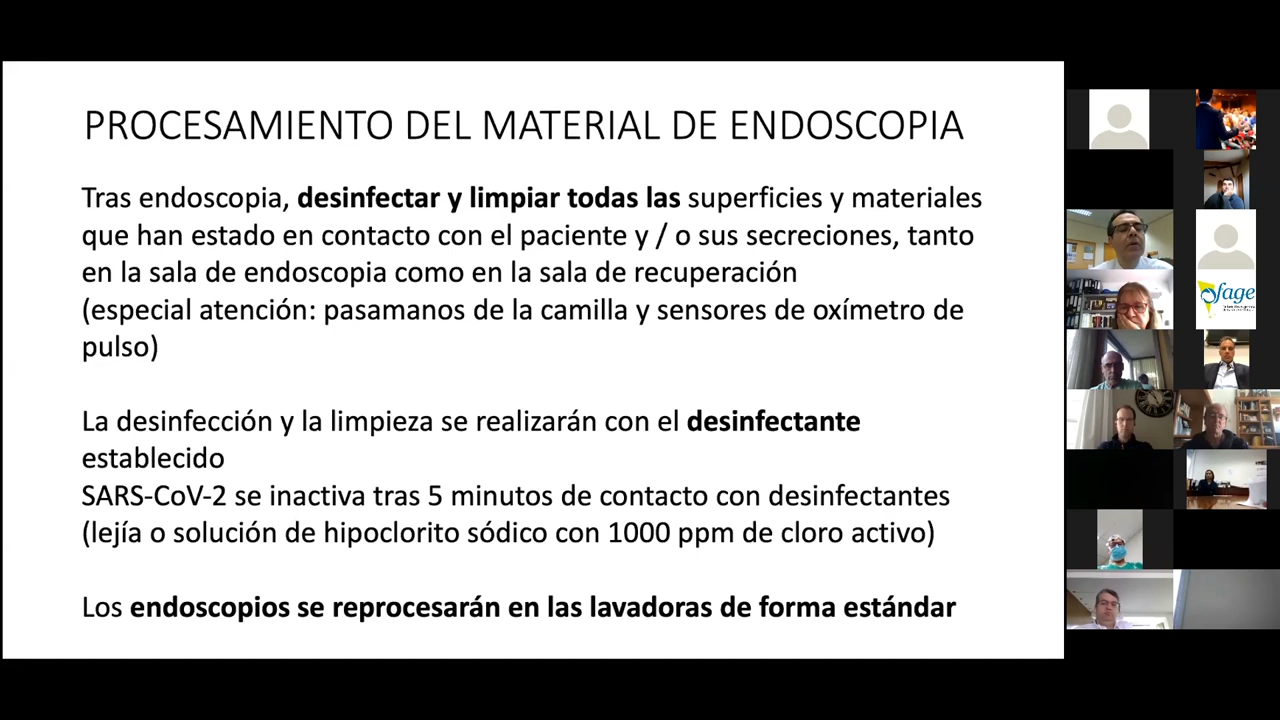 PROCESAMIENTO DEL MATERIAL DE ENDOSCOPIA
Tras endoscopia, desinfectar y limpiar todas las superficies y materiales
que han estado en contacto con el paciente y / o sus secreciones, tanto
en la sala de endoscopia como en la sala de recuperación
(especial atención: pasamanos de la camilla y sensores de oxímetro de
pulso)
La desinfección y la limpieza se realizarán con el desinfectante
establecido
SARS-CoV-2 se inactiva tras 5 minutos de contacto con desinfectantes
(lejía o solución de hipoclorito sódico con 1000 ppm de cloro activo)
Los endoscopios se reprocesarán en las lavadoras de forma estándar
fage